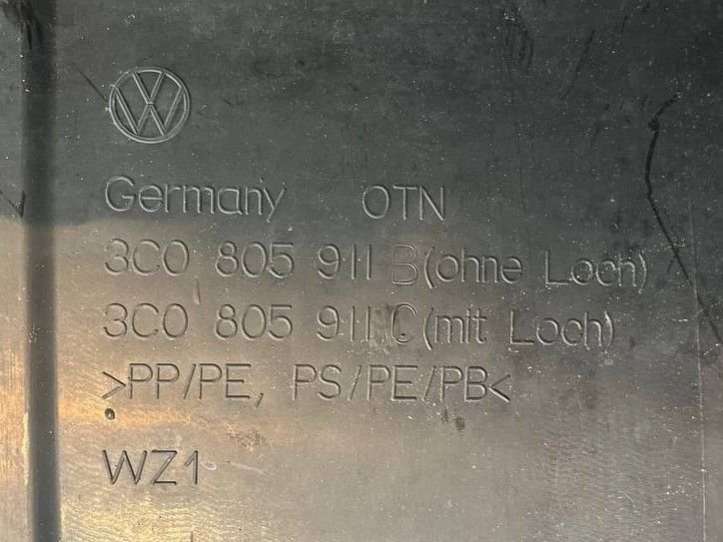 Germany OTN
3C0 805 911 B (ohne Loch)
3C0 805 911 C (mit Loch)
>PP/PE, PS/PE/PB<
WZ1